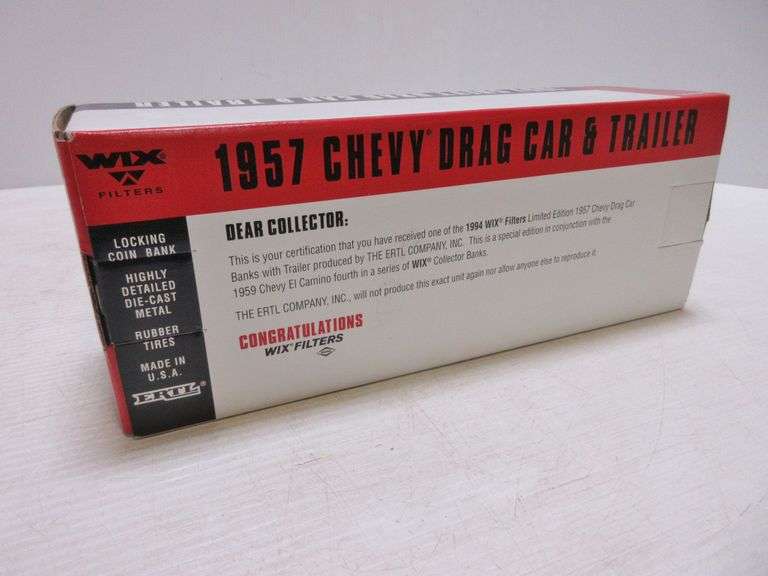 1957 CHEVY® DRAG CAR & TRAILER
WIX®
FILTERS
LOCKING
COIN BANK
HIGHLY
DETAILED
DIE-CAST
METAL
RUBBER
TIRES
MADE IN
U.S.A.
ERTL®
DEAR COLLECTOR:
This is your certification that you have received one of the 1994 WIX® Filters Limited Edition 1957 Chevy Drag Car
Banks with Trailer produced by THE ERTL COMPANY, INC. This is a special edition in conjunction with the
1959 Chevy El Camino fourth in a series of WIX® Collector Banks.
THE ERTL COMPANY, INC., will not produce this exact unit again nor allow anyone else to reproduce it.
CONGRATULATIONS
WIX® FILTERS